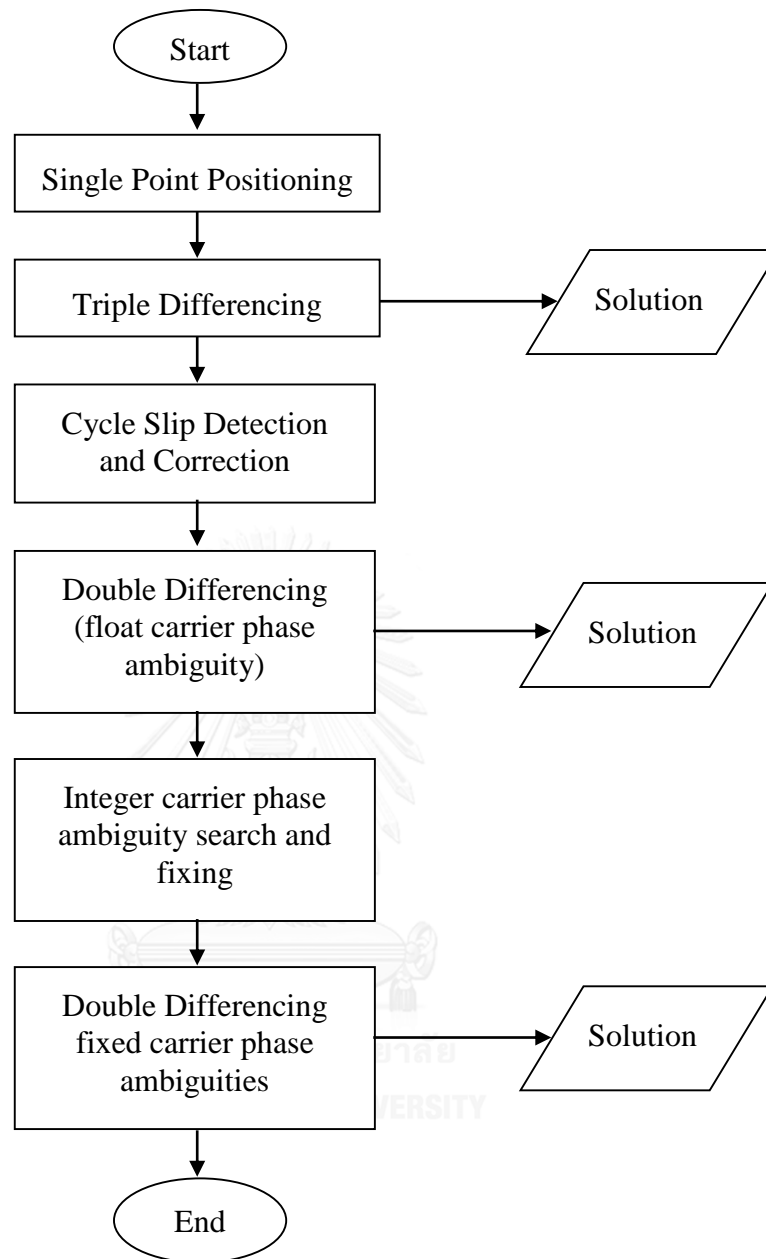 Start
Single Point Positioning
Triple Differencing
Solution
Cycle Slip Detection
and Correction
Double Differencing
(float carrier phase
ambiguity)
Solution
Integer carrier phase
ambiguity search and
fixing
Double Differencing
fixed carrier phase
ambiguities
Solution
End